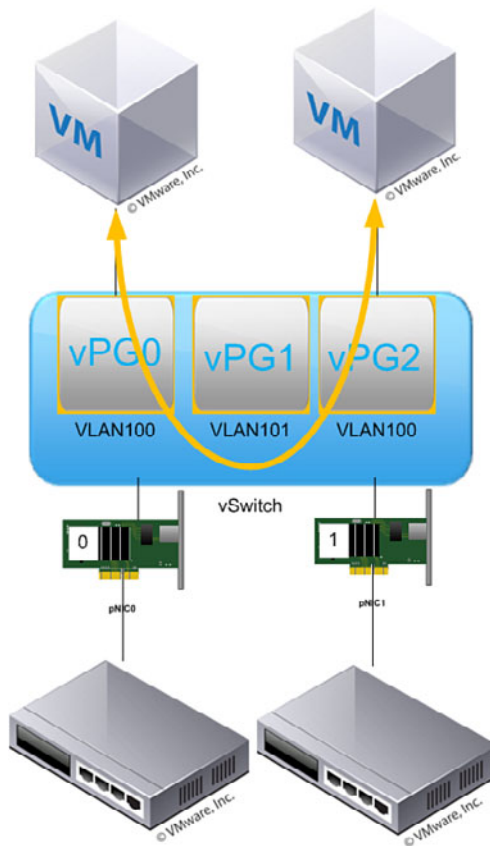 VM
© VMware, Inc.
VM
© VMware, Inc.
vPG0
vPG1
vPG2
VLAN100
VLAN101
VLAN100
vSwitch
0
1
pNIC0
pNIC1
© VMware, Inc.
© VMware, Inc.